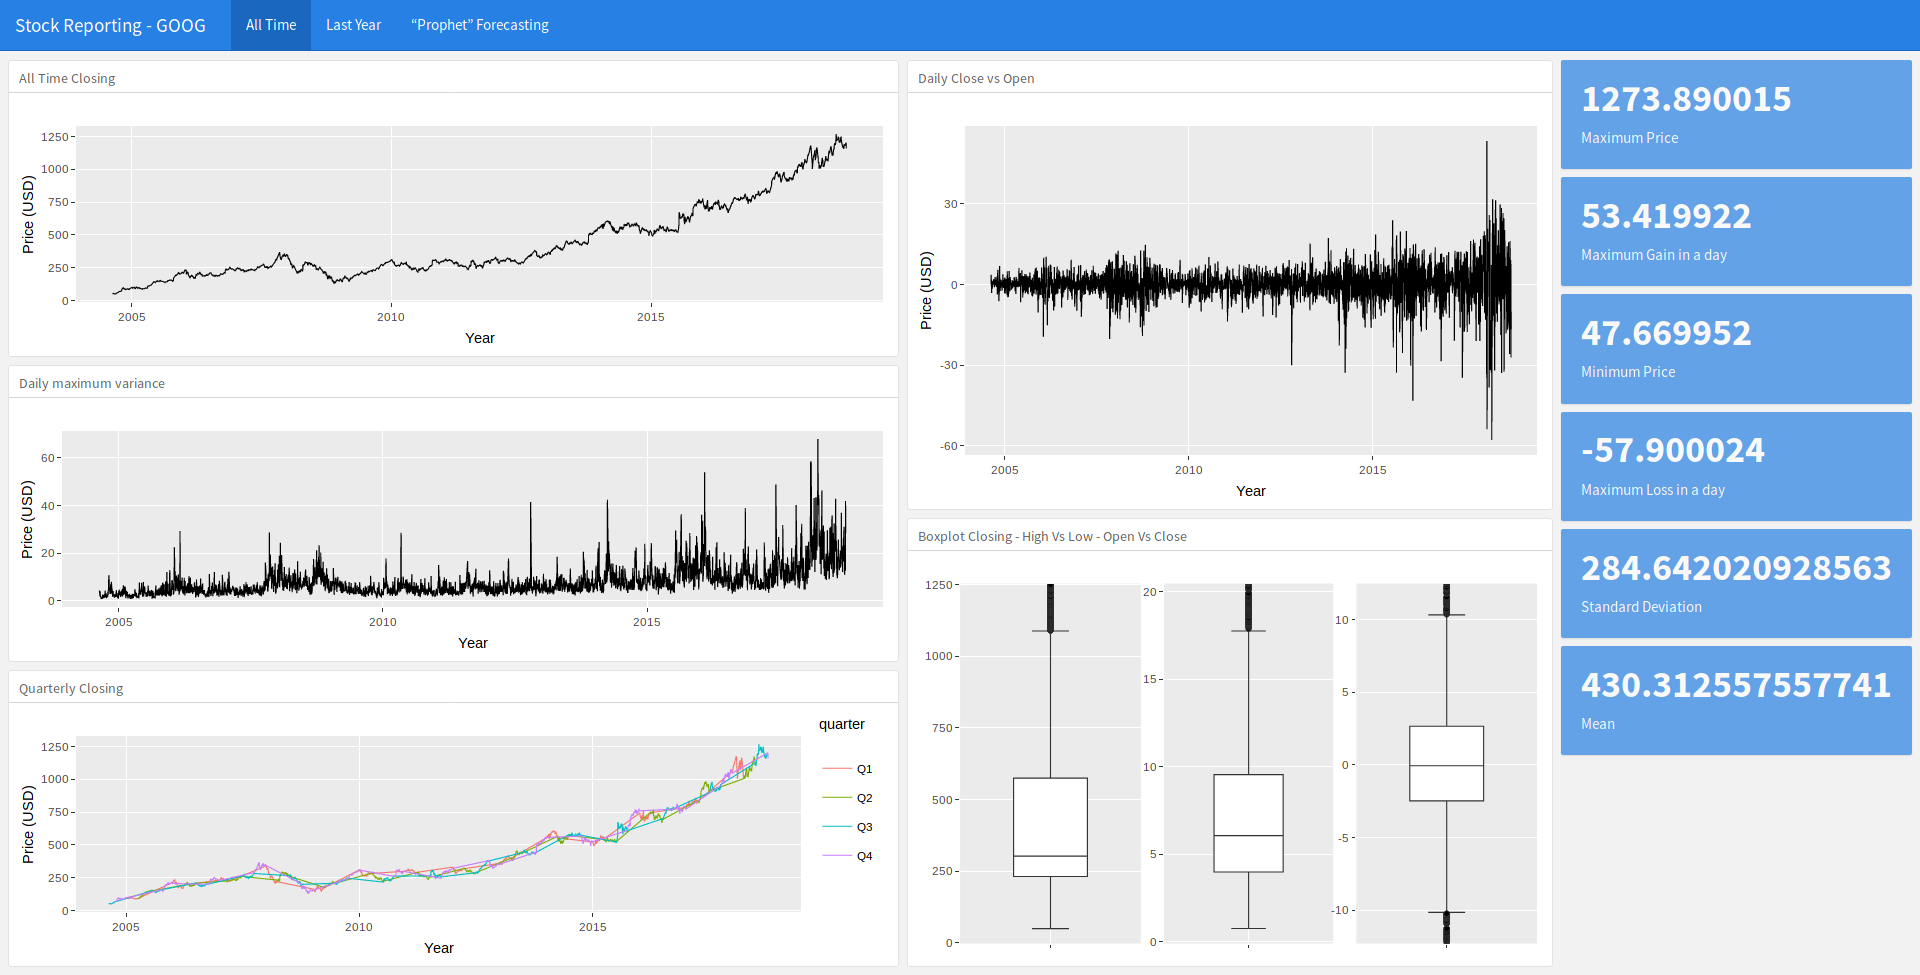 Stock Reporting - GOOG
All Time
Last Year
“Prophet” Forecasting
All Time Closing
1250
1000
750
500
250
0
Price (USD)
2005 2010 2015
Year
Daily maximum variance
60
40
20
0
Price (USD)
2005 2010 2015
Year
Quarterly Closing
1250
1000
750
500
250
0
Price (USD)
2005 2010 2015
Year
quarter
Q1
Q2
Q3
Q4
Daily Close vs Open
30
0
-30
-60
Price (USD)
2005 2010 2015
Year
Boxplot Closing - High Vs Low - Open Vs Close
1250
1000
750
500
250
0
20
15
10
5
0
10
5
0
-5
-10
1273.890015
Maximum Price
53.419922
Maximum Gain in a day
47.669952
Minimum Price
-57.900024
Maximum Loss in a day
284.642020928563
Standard Deviation
430.312557557741
Mean